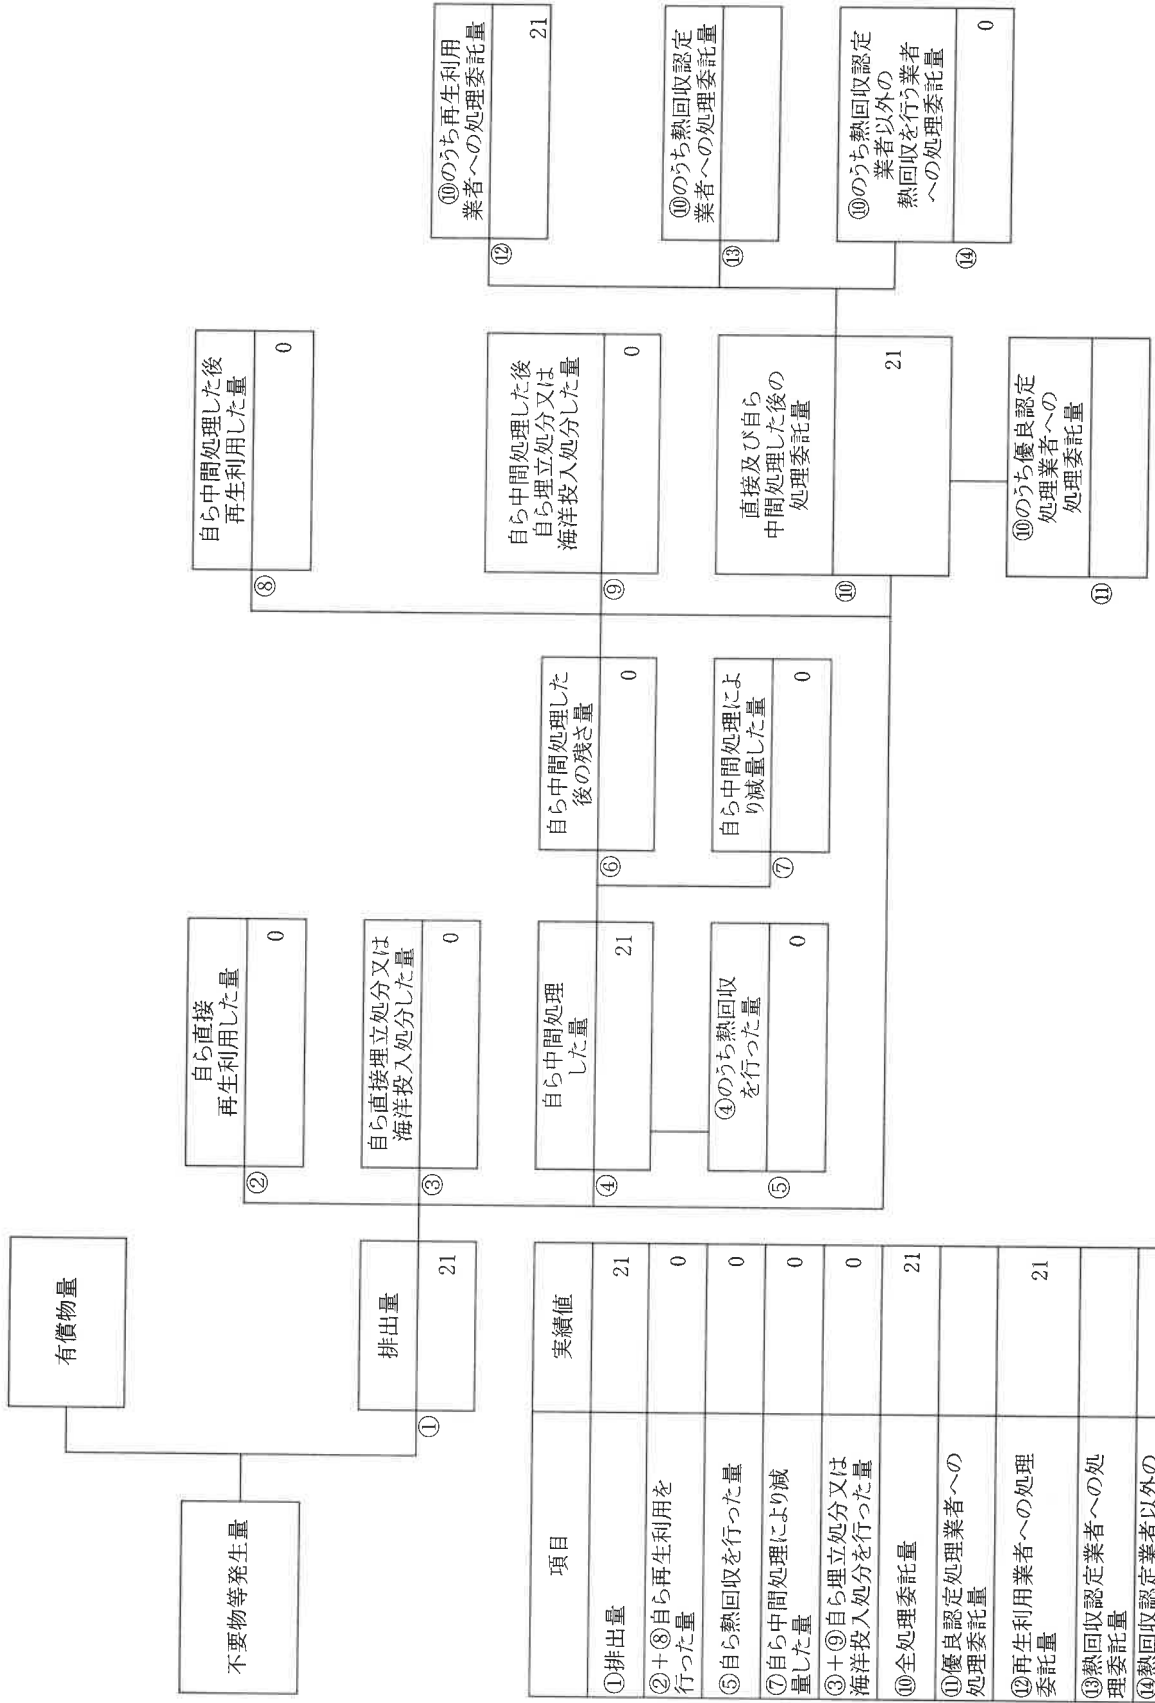 不要物等発生量
有償物量
排出量
①
21
自ら直接
再生利用した量
②
0
自ら直接埋立処分又は
海洋投入処分した量
③
0
自ら中間処理
した量
④
21
④のうち熱回収
を行った量
⑤
0
自ら中間処理した
後の残さ量
⑥
0
自ら中間処理によ
り減量した量
⑦
0
自ら中間処理した後
再生利用した量
⑧
0
自ら中間処理した後
自ら埋立処分又は
海洋投入処分した量
⑨
0
直接及び自ら
中間処理した後の
処理委託量
⑩
21
⑩のうち優良認定
処理業者への
処理委託量
⑪
⑩のうち再生利用
業者への処理委託量
⑫
21
⑩のうち熱回収認定
業者への処理委託量
⑬
⑩のうち熱回収認定
業者以外の
熱回収を行う業者
への処理委託量
⑭
0
項目 実績値
①排出量 21
②+⑧自ら再生利用を
行った量 0
⑤自ら熱回収を行った量 0
⑦自ら中間処理により減
量した量 0
③+⑨自ら埋立処分又は
海洋投入処分を行った量 0
⑩全処理委託量 21
⑪優良認定処理業者への
処理委託量
⑫再生利用業者への処理
委託量 21
⑬熱回収認定業者への処
理委託量
⑭熱回収認定業者以外の